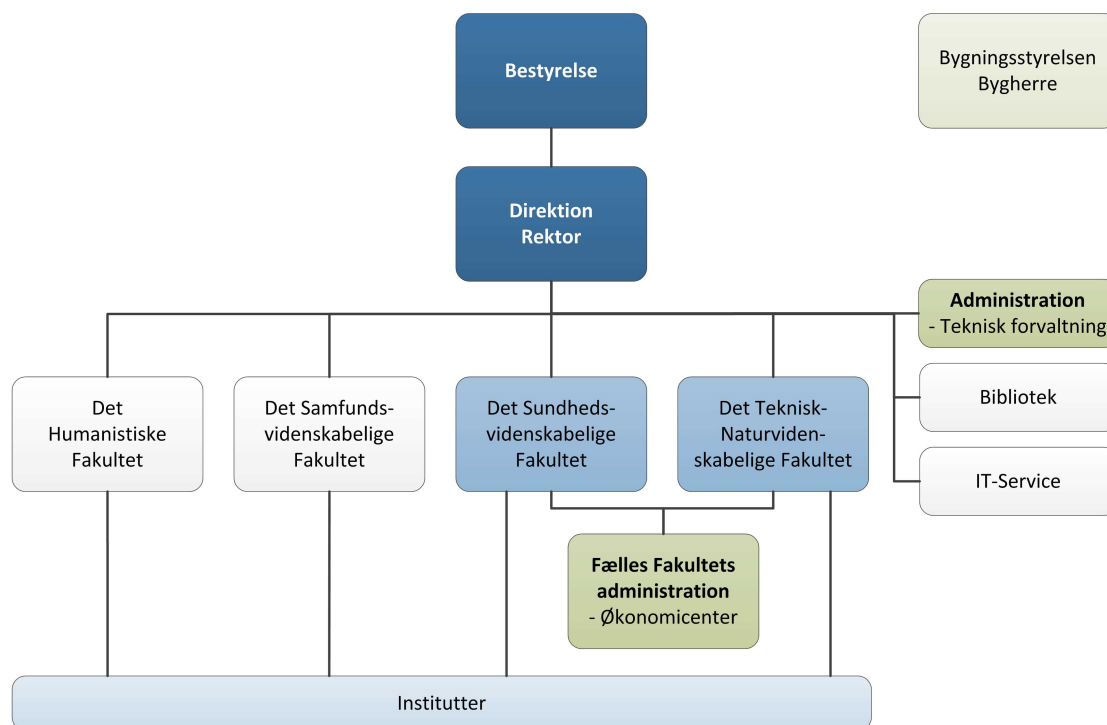 Bestyrelse
Bygningsstyrelsen
Bygherre
Direktion
Rektor
Administration
- Teknisk forvaltning
Det
Humanistiske
Fakultet
Det Samfunds-
videnskabelige
Fakultet
Det Sundheds-
videnskabelige
Fakultet
Det Teknisk-
Naturviden-
skabelige Fakultet
Bibliotek
IT-Service
Fælles Fakultets
administration
- Økonomicenter
Institutter